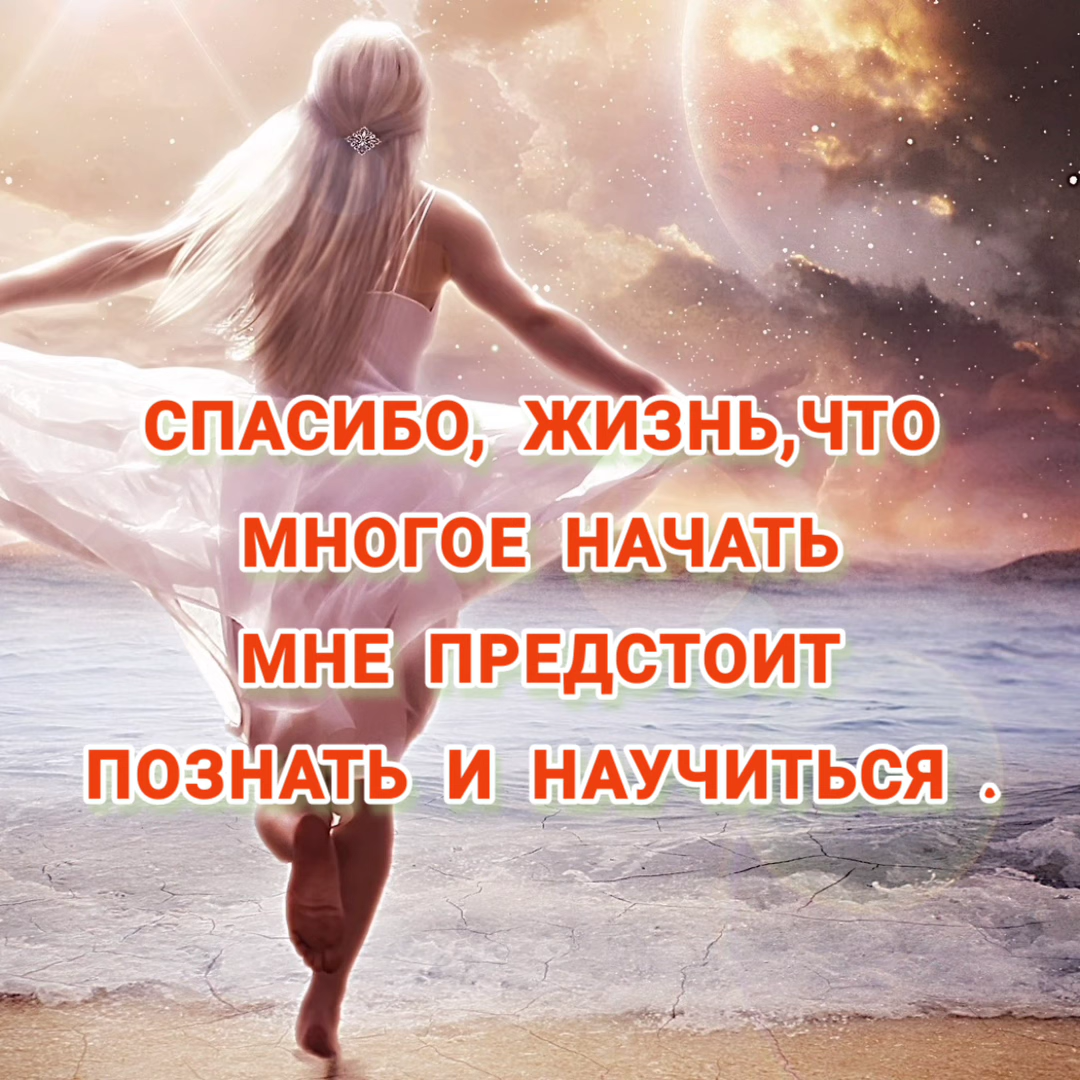 СПАСИБО, ЖИЗНЬ,ЧТО
МНОГОЕ НАЧАТЬ
МНЕ ПРЕДСТОИТ
ПОЗНАТЬ И НАУЧИТЬСЯ .